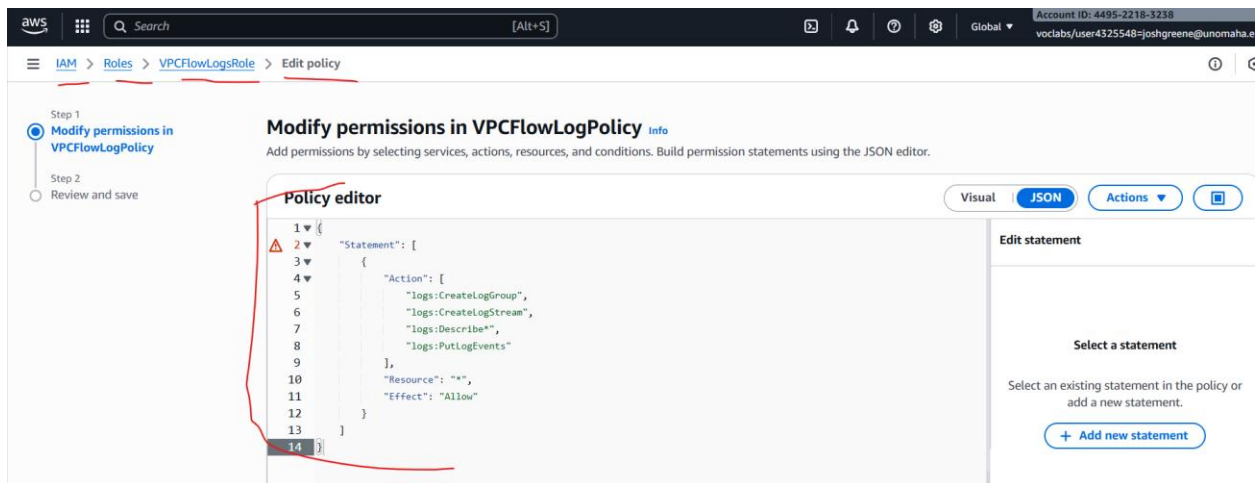 aws
Search [Alt+S]
Global
Account ID: 4495-2218-3238
voclabs/user4325548=joshgreene@unomaha.e
IAM > Roles > VPCFlowLogsRole > Edit policy
Step 1
Modify permissions in
VPCFlowLogPolicy
Step 2
Review and save
Modify permissions in VPCFlowLogPolicy Info
Add permissions by selecting services, actions, resources, and conditions. Build permission statements using the JSON editor.
Policy editor
Visual JSON Actions
1 {
2 "Statement": [
3 {
4 "Action": [
5 "logs:CreateLogGroup",
6 "logs:CreateLogStream",
7 "logs:Describe*",
8 "logs:PutLogEvents"
9 ],
10 "Resource": "*",
11 "Effect": "Allow"
12 }
13 ]
14 }
Edit statement
Select a statement
Select an existing statement in the policy or
add a new statement.
+ Add new statement